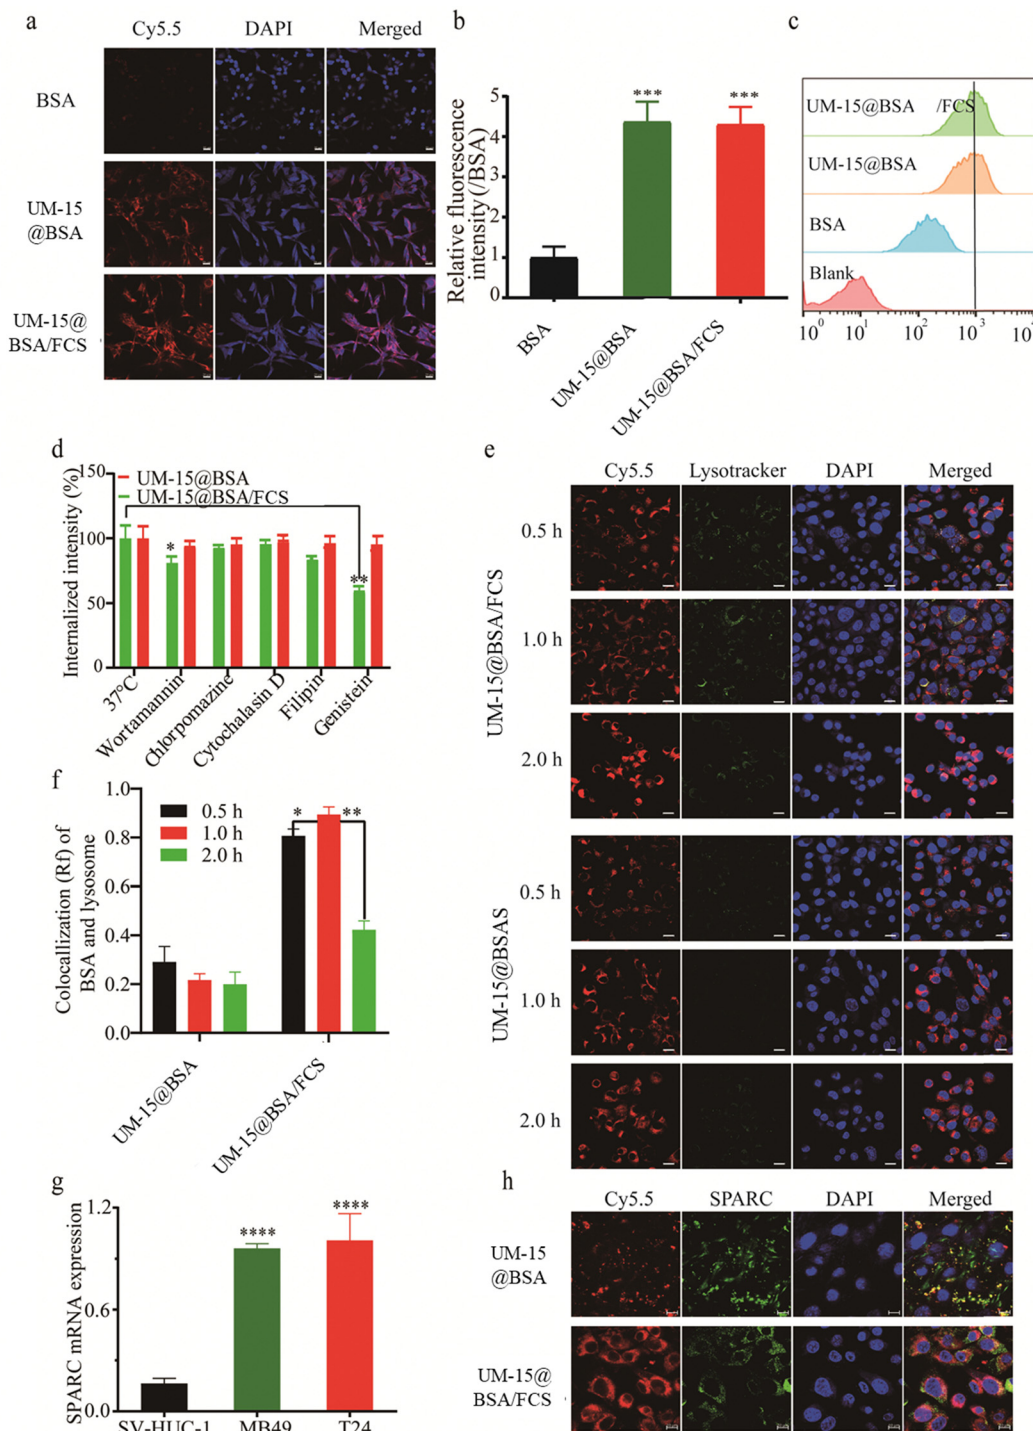 a
Cy5.5 DAPI Merged
BSA
UM-15
@BSA
UM-15@
BSA/FCS
b
Relative fluorescence
intensity(/BSA)
5
4
3
2
1
0
***
***
BSA
UM-15@BSA
UM-15@BSA/FCS
c
UM-15@BSA /FCS
UM-15@BSA
BSA
Blank
10^0 10^1 10^2 10^3 10
d
Internalized intensity (%)
150
100
50
0
UM-15@BSA
UM-15@BSA/FCS
*
**
37°C
Wortamannin
Chlorpomazine
Cytochalasin D
Filipin
Genistein
e
Cy5.5 Lysotracker DAPI Merged
UM-15@BSA/FCS
0.5 h
1.0 h
2.0 h
UM-15@BSAS
0.5 h
1.0 h
2.0 h
f
Colocallization (Rf) of
BSA and lysosome
1.0
0.8
0.6
0.4
0.2
0.0
0.5 h
1.0 h
2.0 h
*
**
UM-15@BSA
UM-15@BSA/FCS
g
SPARC mRNA expression
1.2
0.6
0.0
****
****
SV-HUC-1 MB49 T24
h
Cy5.5 SPARC DAPI Merged
UM-15
@BSA
UM-15@
BSA/FCS